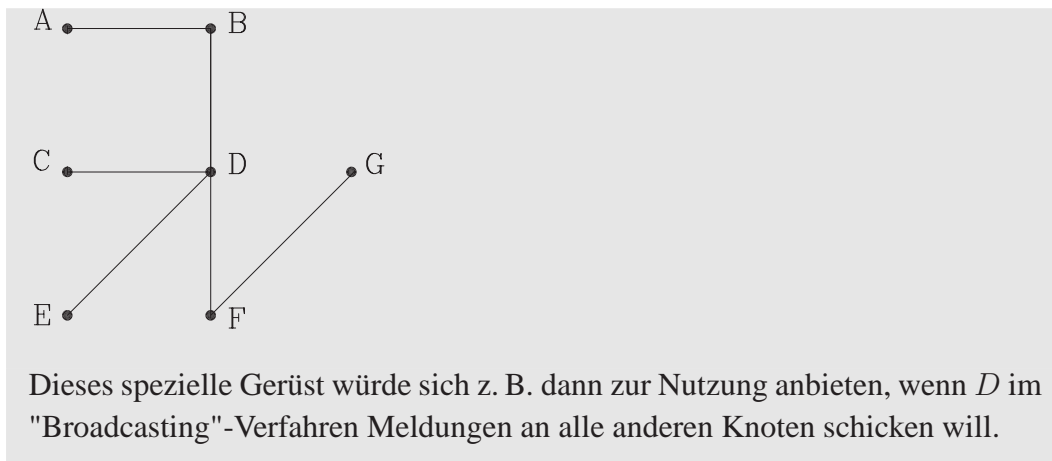 A B
C D G
E F
Dieses spezielle Gerüst würde sich z. B. dann zur Nutzung anbieten, wenn D im
"Broadcasting"-Verfahren Meldungen an alle anderen Knoten schicken will.